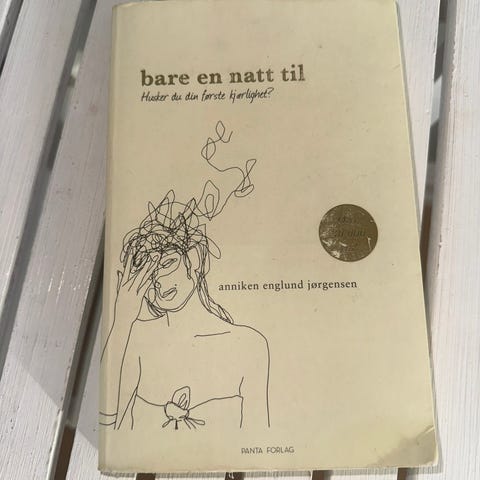 bare en natt til
Husker du din første kjærlighet?
anniken englund jørgensen
PANTA FORLAG